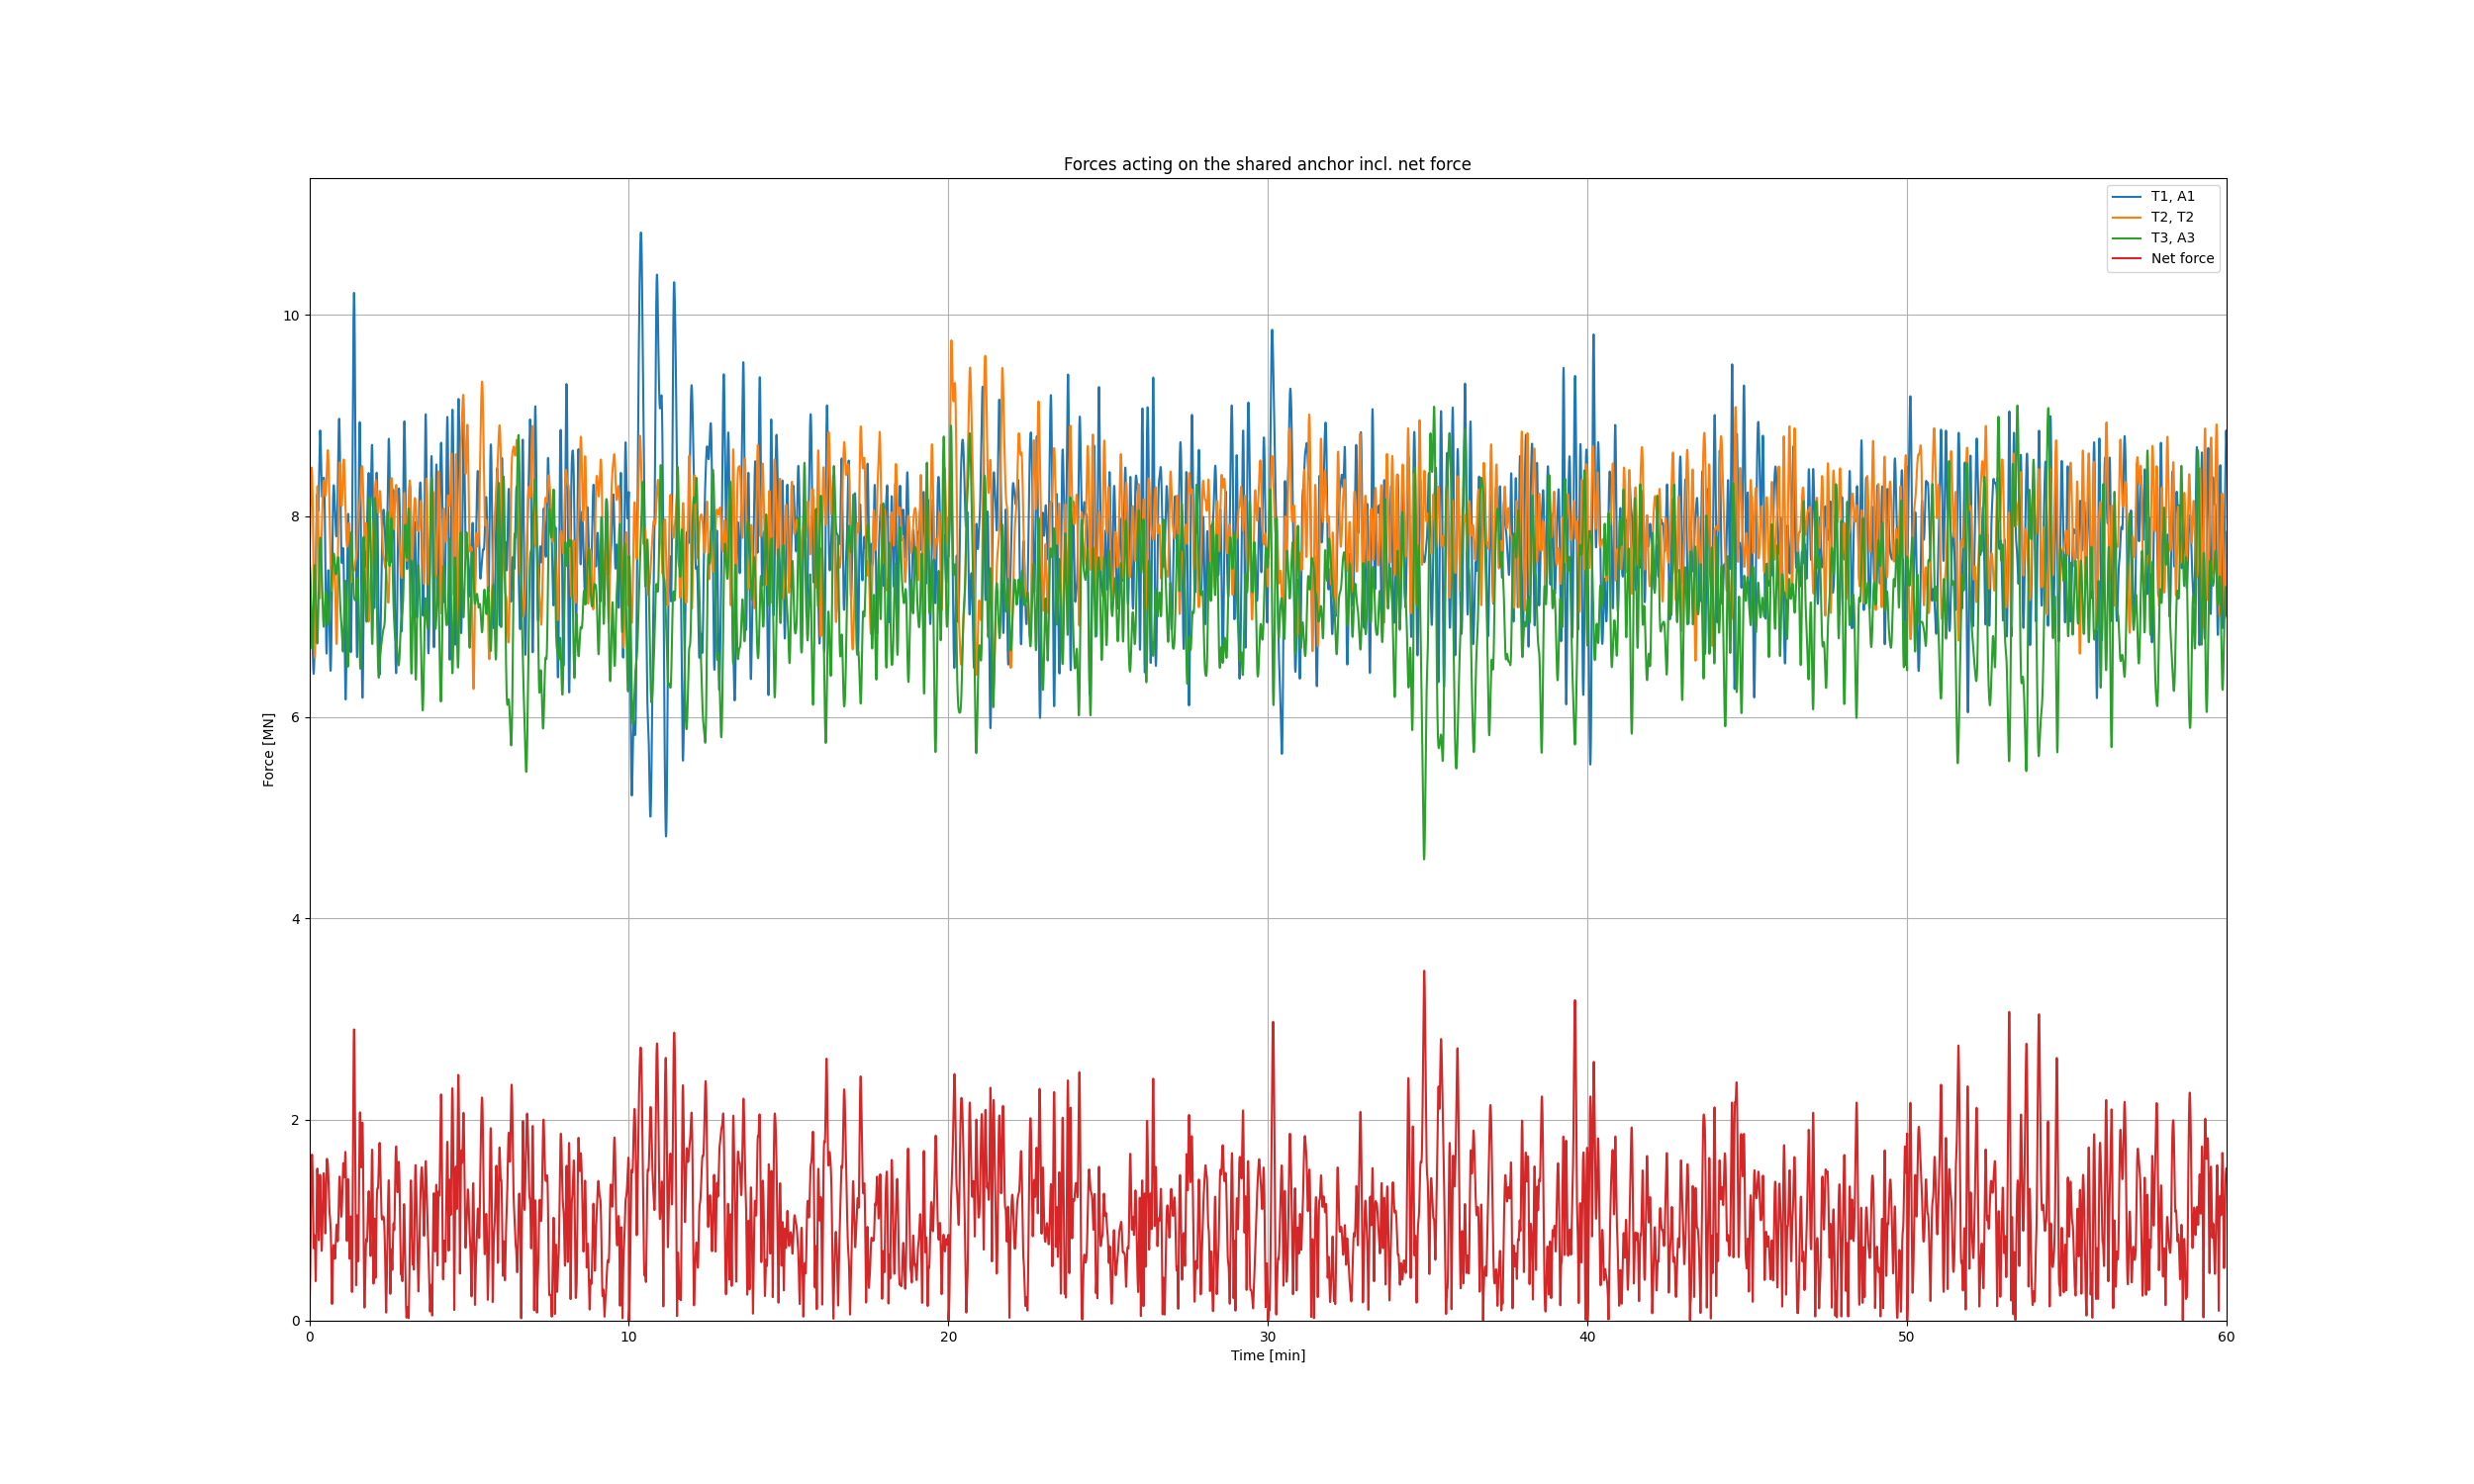 Forces acting on the shared anchor incl. net force
T1, A1
T2, T2
T3, A3
Net force
Force [MN]
10
8
6
4
2
0
0 10 20 30 40 50 60
Time [min]